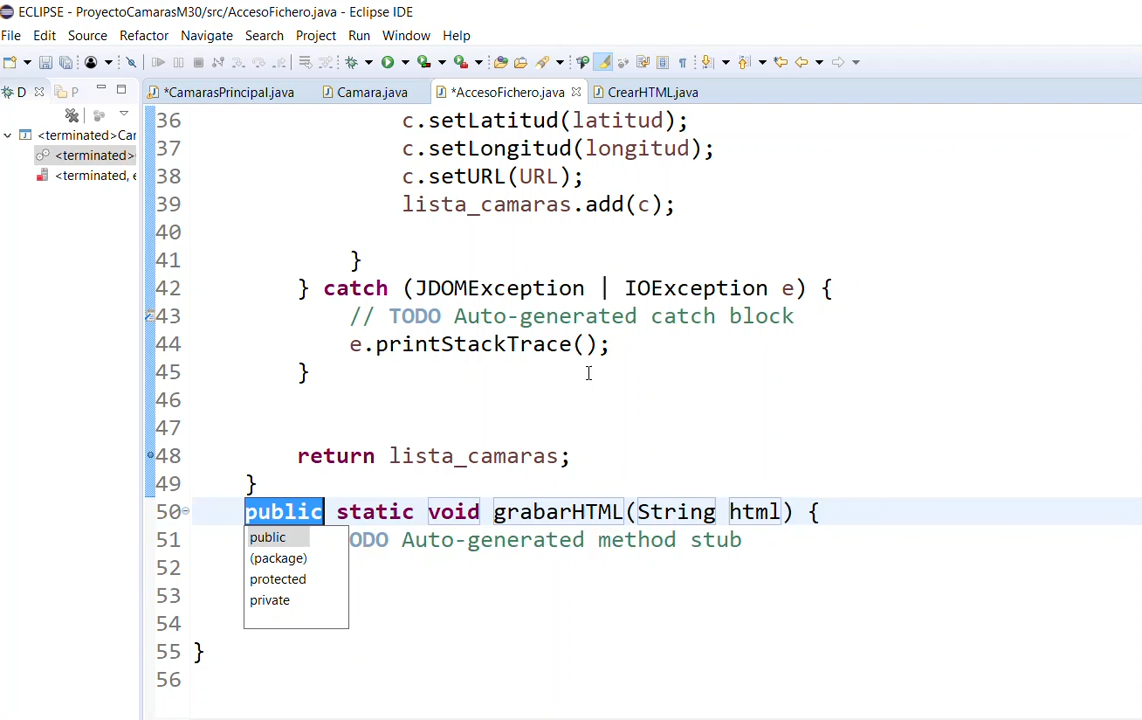 ECLIPSE - ProyectoCamarasM30/src/AccesoFichero.java - Eclipse IDE
File Edit Source Refactor Navigate Search Project Run Window Help
D P *CamarasPrincipal.java Camara.java *AccesoFichero.java CrearHTML.java
<terminated>Car
<terminated>
<terminated, e
36 c.setLatitud(latitud);
37 c.setLongitud(longitud);
38 c.setURL(URL);
39 lista_camaras.add(c);
40
41 }
42 } catch (JDOMException | IOException e) {
43 // TODO Auto-generated catch block
44 e.printStackTrace();
45 }
46
47
48 return lista_camaras;
49 }
50 public static void grabarHTML(String html) {
51 ODO Auto-generated method stub
52
53
54
55 }
56
public
(package)
protected
private